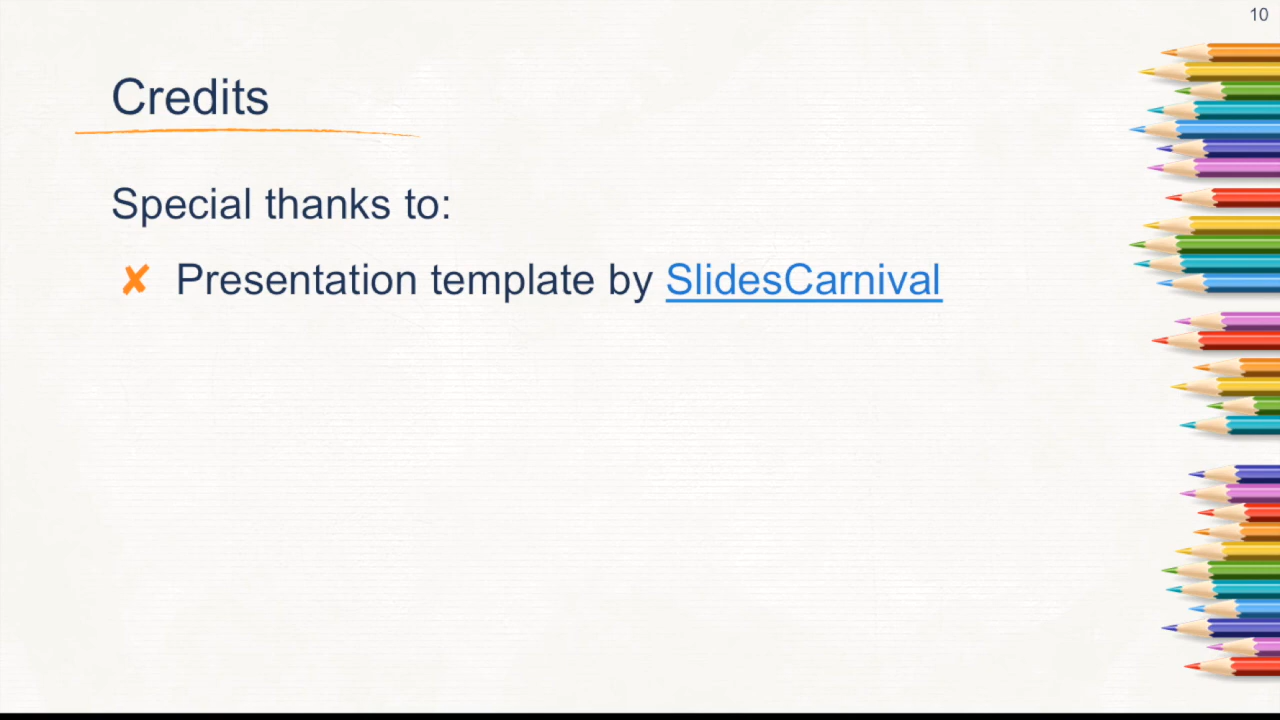 10
Credits
Special thanks to:
✘ Presentation template by SlidesCarnival